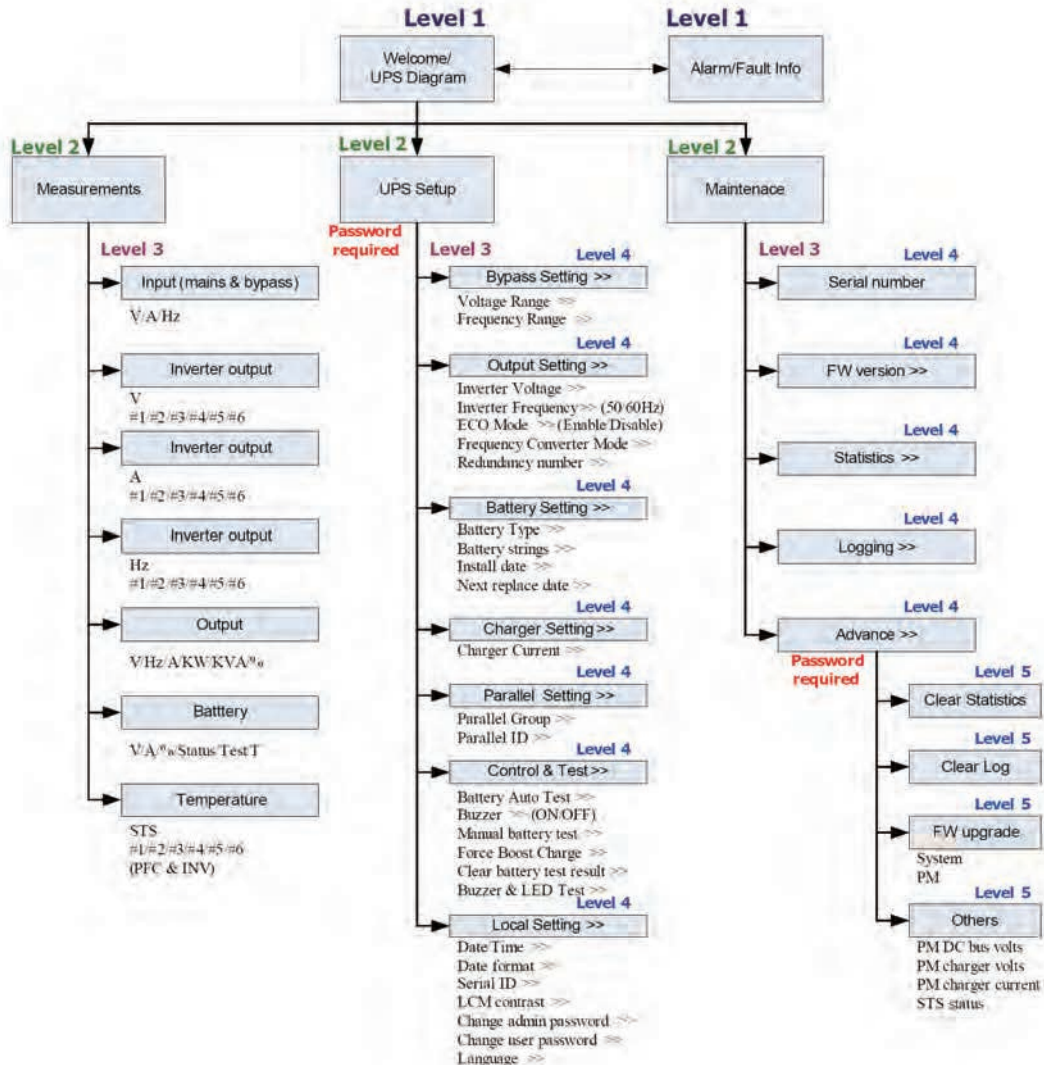 Level 1
Level 1
Welcome/
UPS Diagram
Alarm/Fault Info
Level 2
Level 2
Level 2
Measurements
UPS Setup
Maintenace
Level 3
Input (mains & bypass)
V/A/Hz
Inverter output
V
#1/#2/#3/#4/#5/#6
Inverter output
A
#1/#2/#3/#4/#5/#6
Inverter output
Hz
#1/#2/#3/#4/#5/#6
Output
V/Hz/A/KW/KVA/%
Batttery
V/A/%/Status/Test T
Temperature
STS
#1/#2/#3/#4/#5/#6
(PFC & INV)
Password
required
Level 3
Level 4
Bypass Setting >>
Voltage Range >>
Frequency Range >>
Level 4
Output Setting >>
Inverter Voltage >>
Inverter Frequency>> (50/60Hz)
ECO Mode >> (Enable Disable)
Frequency Converter Mode >>
Redundancy number >>
Level 4
Battery Setting >>
Battery Type >>
Battery strings >>
Install date >>
Next replace date >>
Level 4
Charger Setting >>
Charger Current >>
Level 4
Parallel Setting >>
Parallel Group >>
Parallel ID >>
Level 4
Control & Test >>
Battery Auto Test >>
Buzzer >> (ON/OFF)
Manual battery test >>
Force Boost Charge >>
Clear battery test result >>
Buzzer & LED Test >>
Level 4
Local Setting >>
Date Time >>
Date format >>
Serial ID >>
LCM contrast >>
Change admin password >>
Change user password >>
Language >>
Level 3
Level 4
Serial number
Level 4
FW version >>
Level 4
Statistics >>
Level 4
Logging >>
Level 4
Advance >>
Password
required
Level 5
Clear Statistics
Level 5
Clear Log
Level 5
FW upgrade
System
PM
Level 5
Others
PM DC bus volts
PM charger volts
PM charger current
STS status